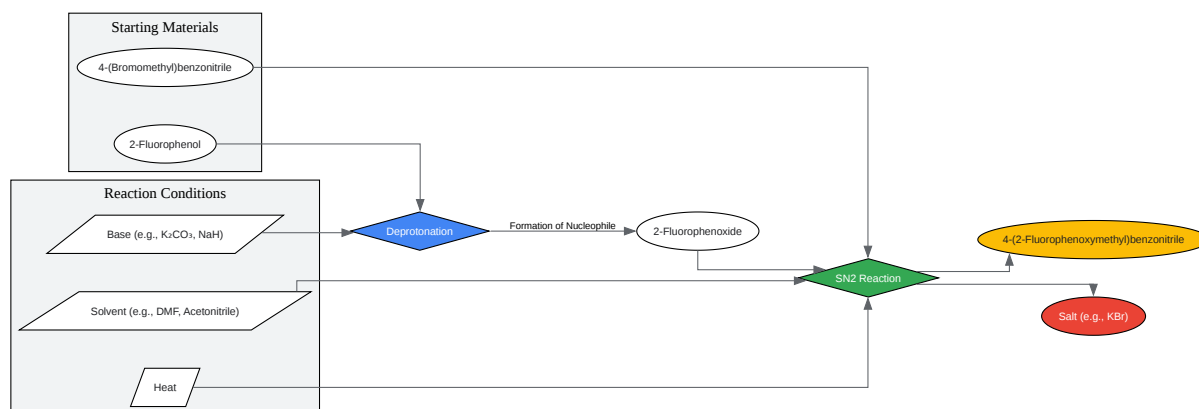 Starting Materials
4-(Bromomethyl)benzonitrile
2-Fluorophenol
Reaction Conditions
Base (e.g., K₂CO₃, NaH)
Deprotonation
Formation of Nucleophile
2-Fluorophenoxide
4-(2-Fluorophenoxymethyl)benzonitrile
SN2 Reaction
Solvent (e.g., DMF, Acetonitrile)
Salt (e.g., KBr)
Heat